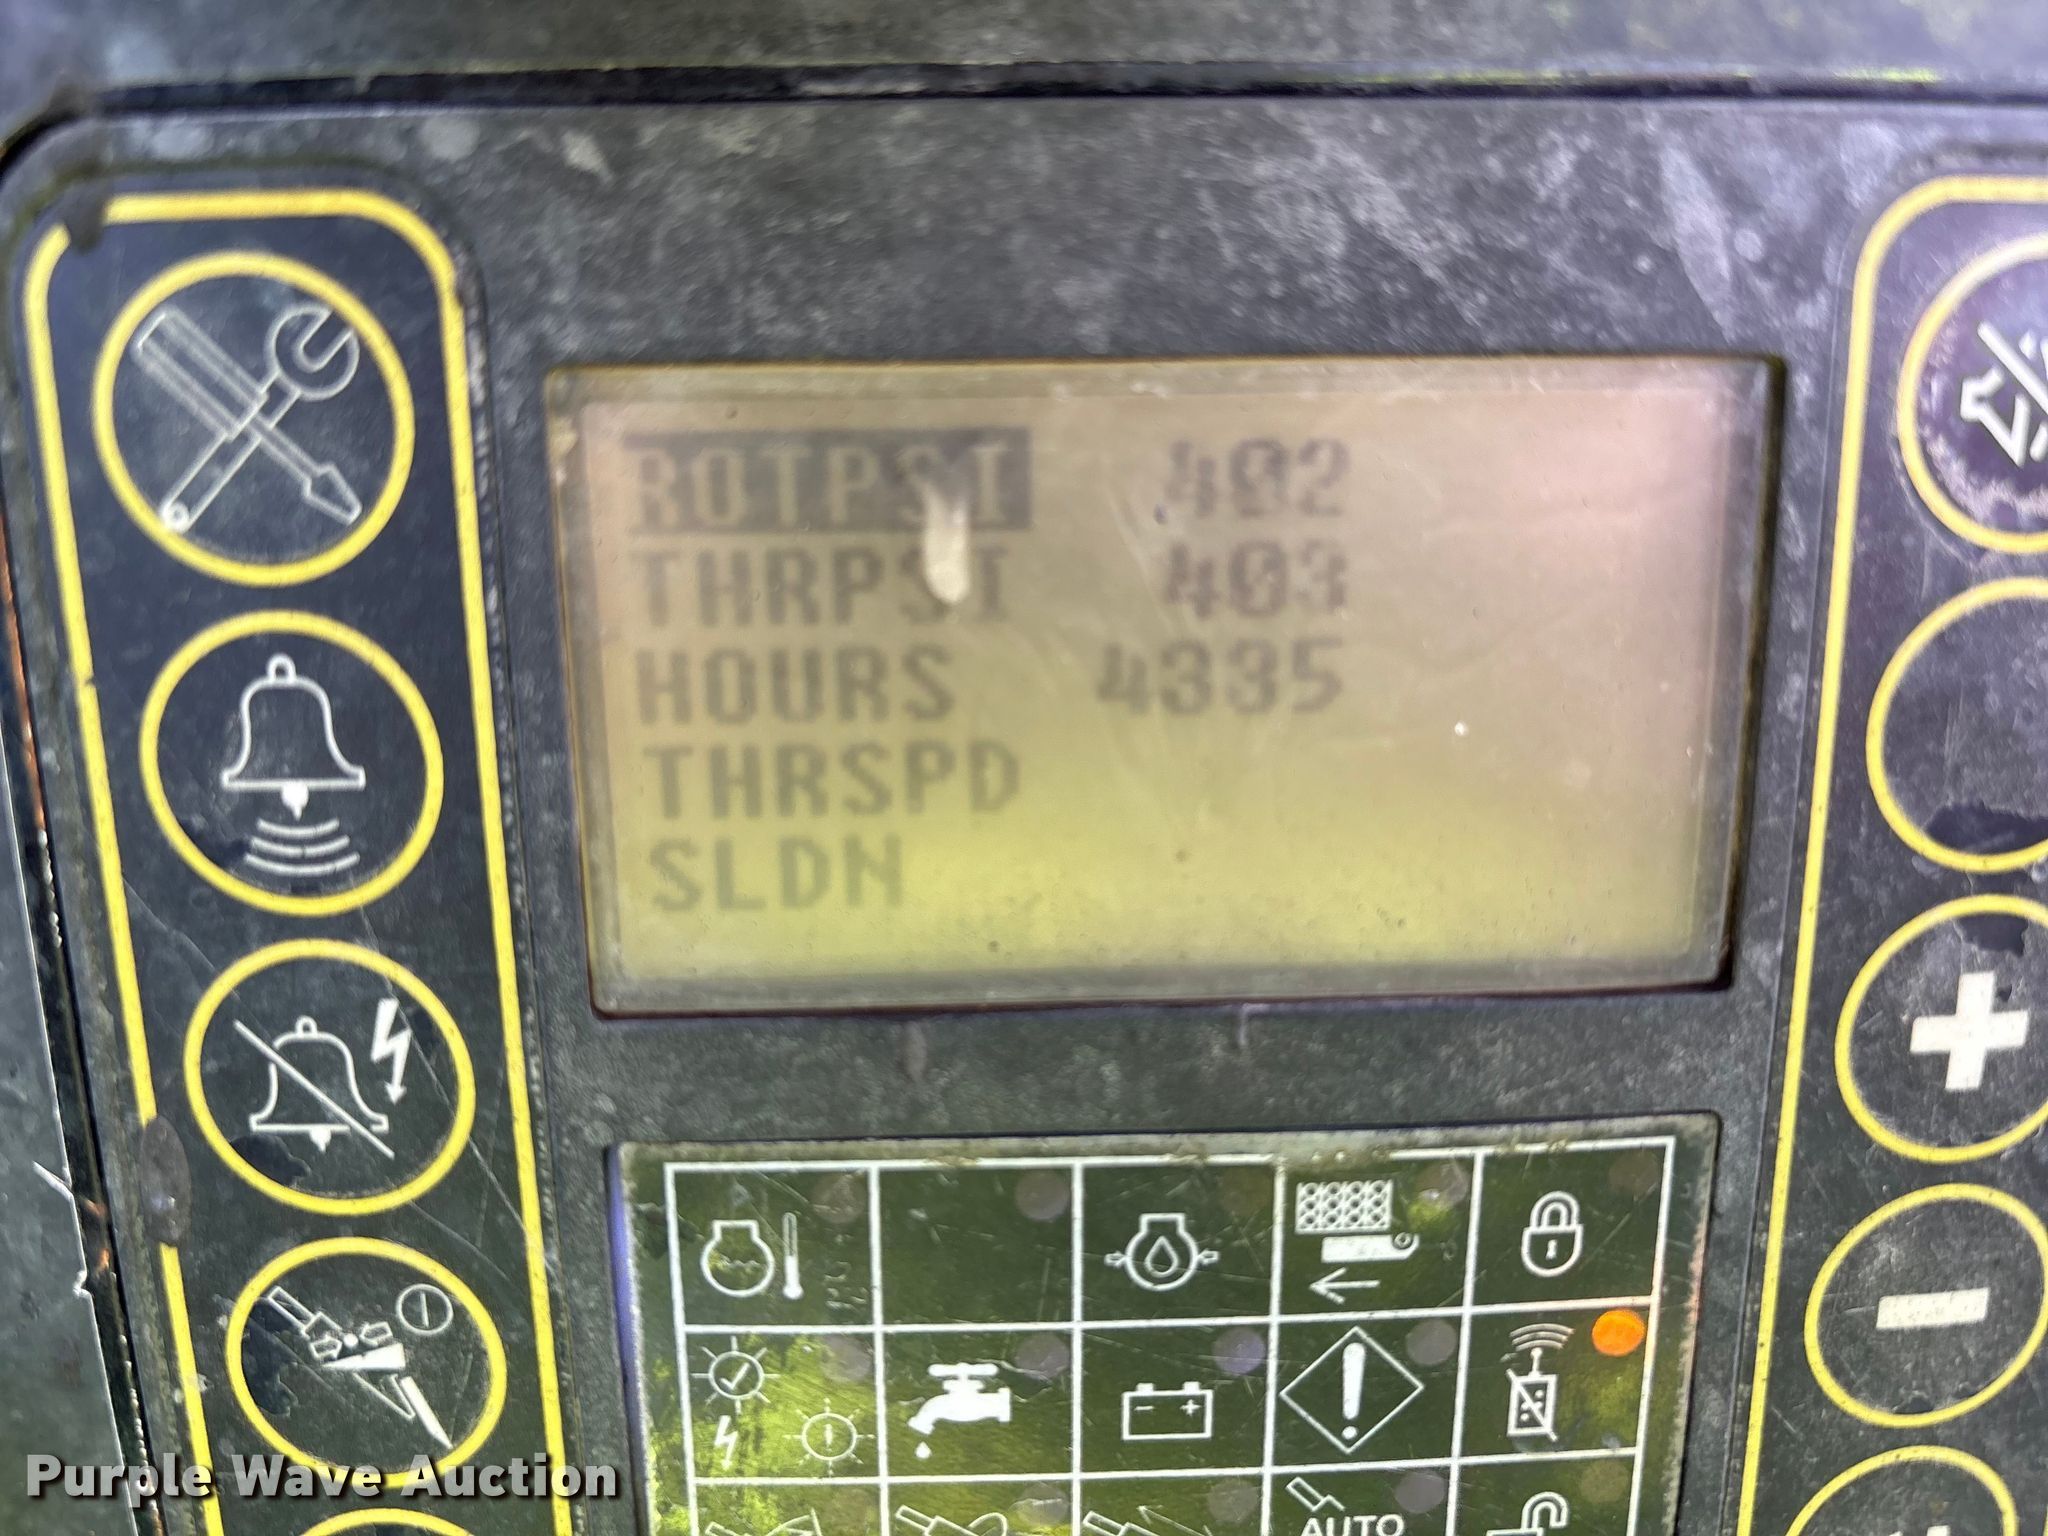 ROTPSI 402
THRPSI 403
HOURS 4335
THRSPD
SLDN
AUTO
Purple Wave Auction